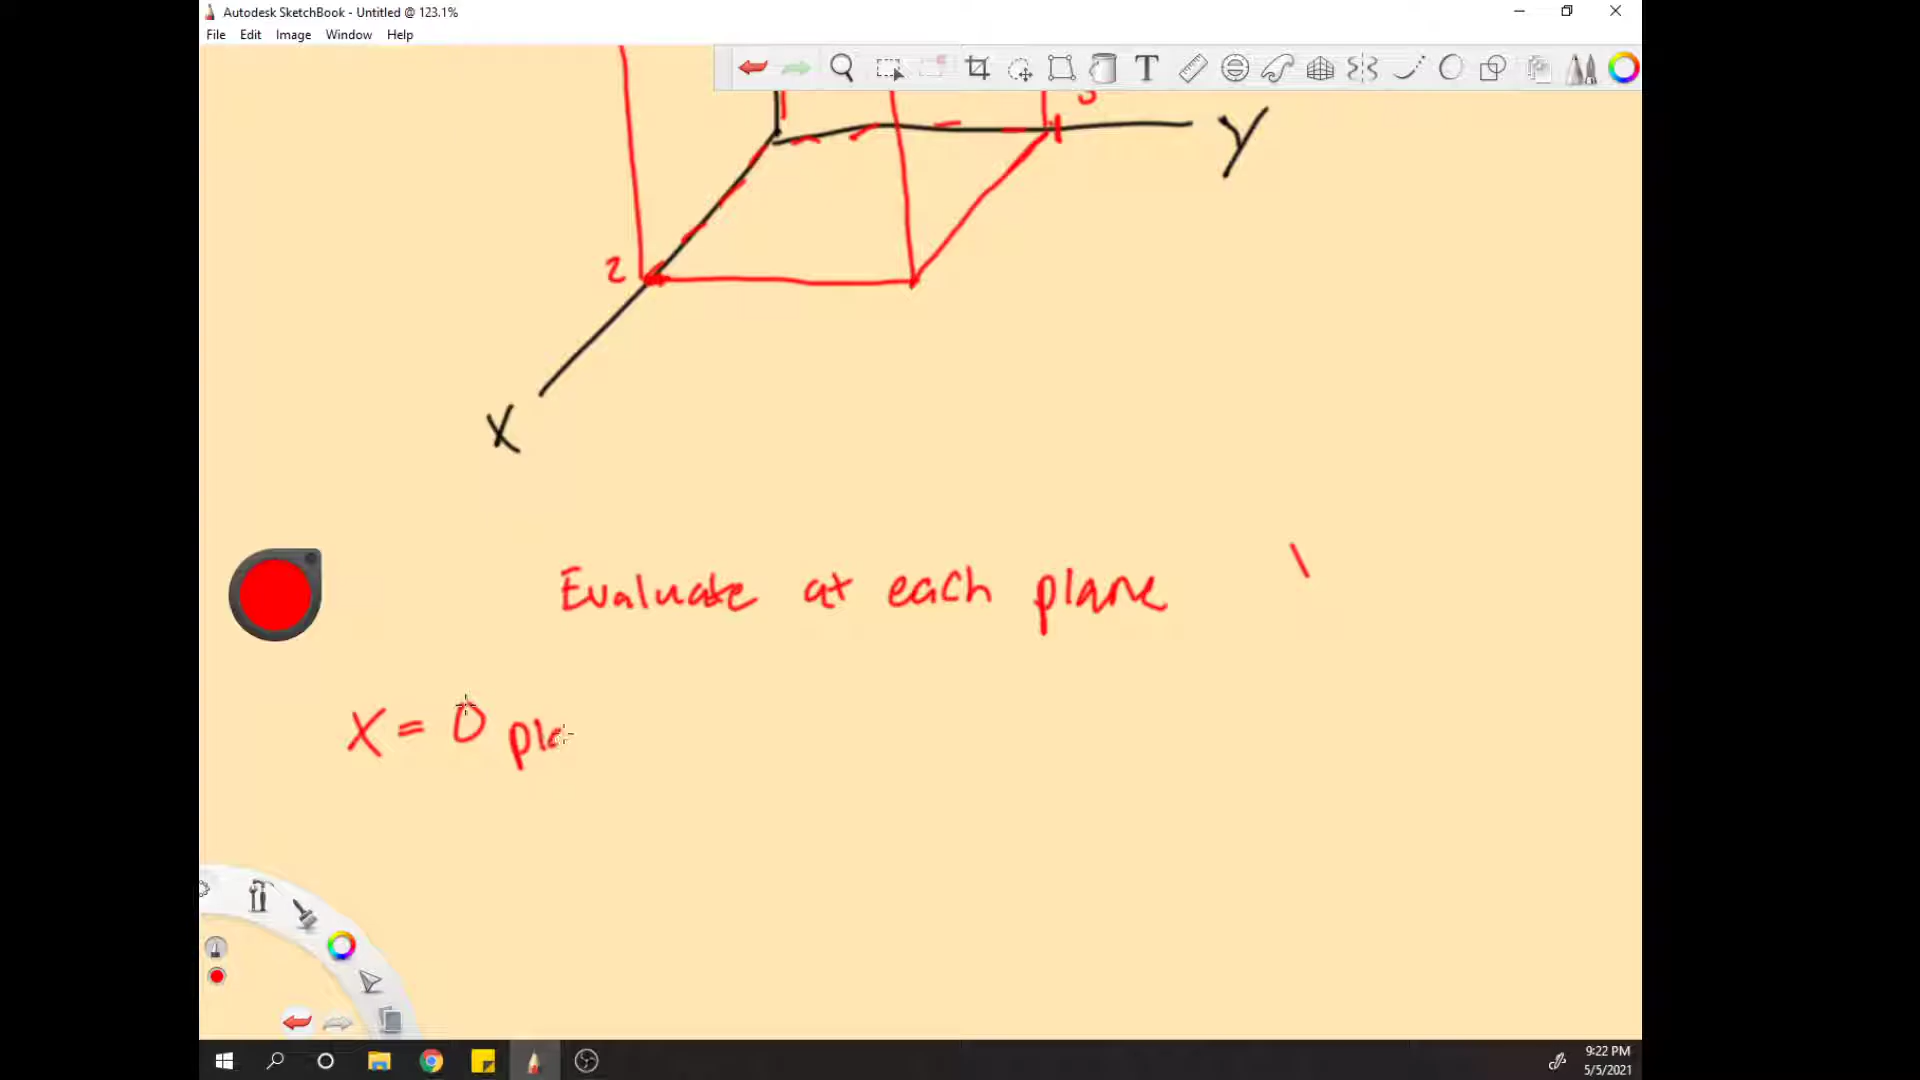 Autodesk SketchBook - Untitled @ 123.1%
File Edit Image Window Help
T
y
2
X
Evaluate at each plane
X = 0 pla
9:22 PM
5/5/2021